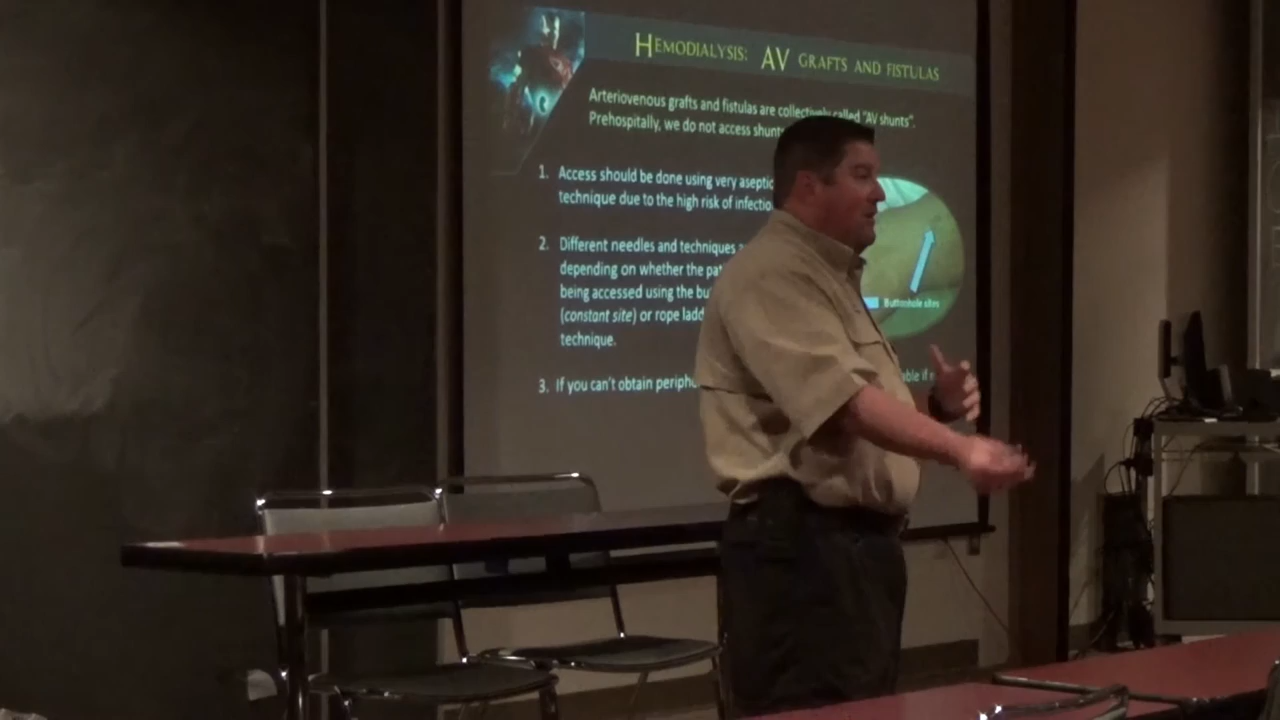 HEMODIALYSIS: AV GRAFTS AND FISTULAS
Arteriovenous grafts and fistulas are collectively called "AV shunts".
Prehospitally, we do not access shunts
1. Access should be done using very aseptic
technique due to the high risk of
2. Different needles and techniques
depending on whether the
being accessed using the
(constant site) or rope
technique.
Buttonhole sites
3. If you can't obtain